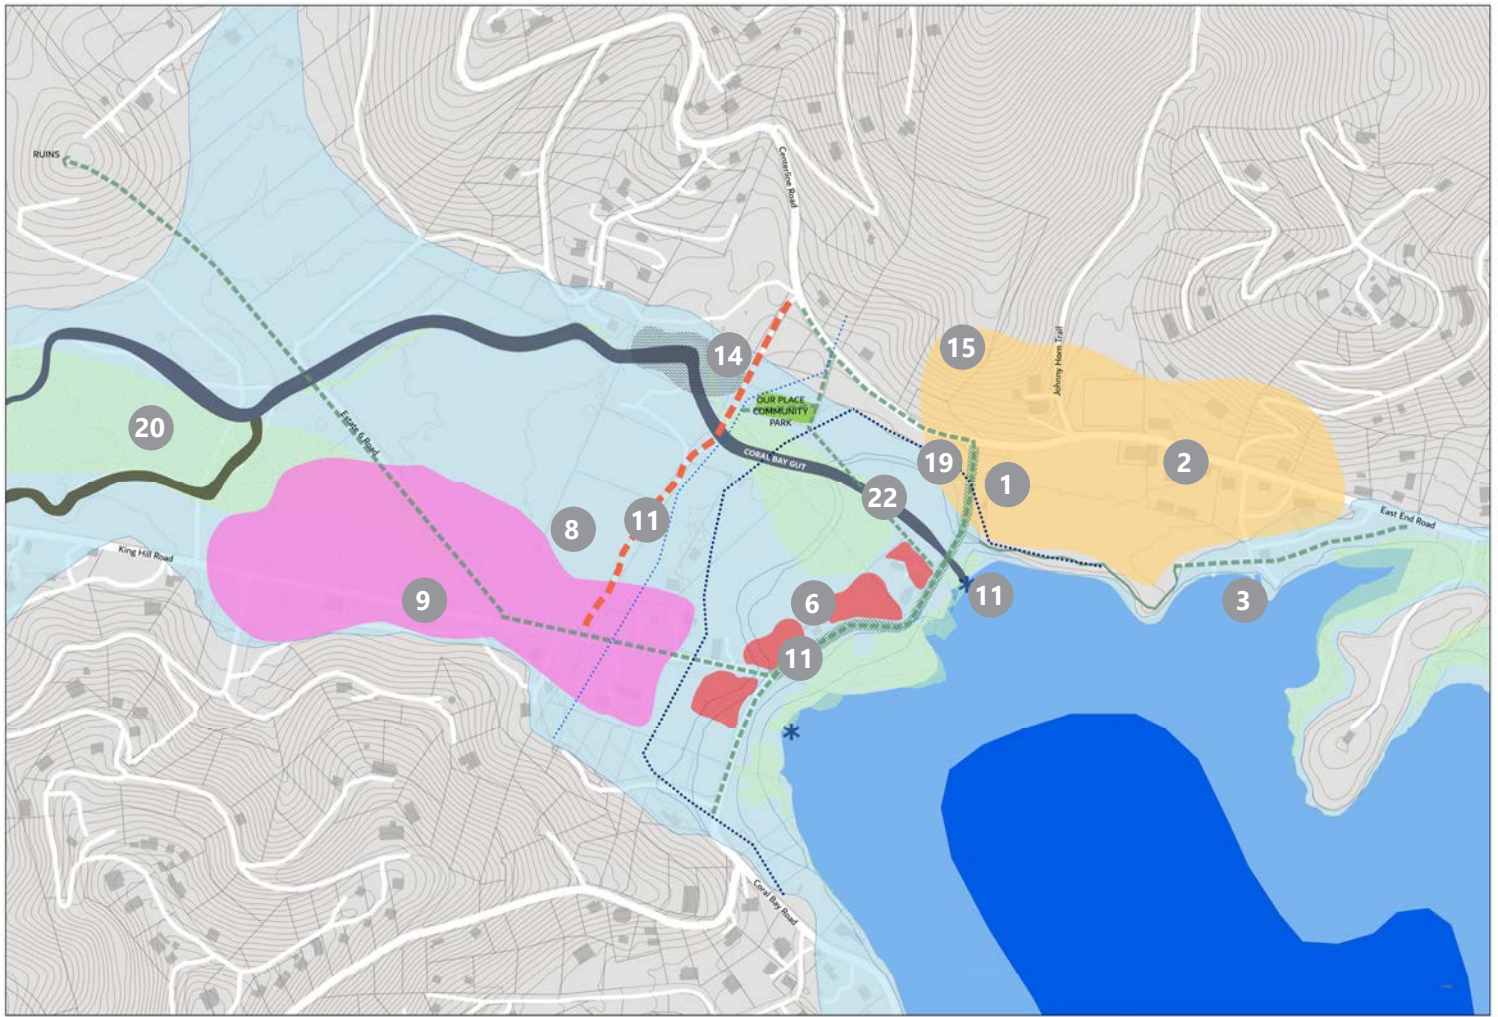 RUINS
Centerline Road
15
Johnny Horn Trail
14
OUR PLACE
COMMUNITY
PARK
20
Estate 6 Road
CORAL BAY GUT
19
2
1
22
East End Road
8
11
King Hill Road
9
6
11
3
11
Coral Bay Road